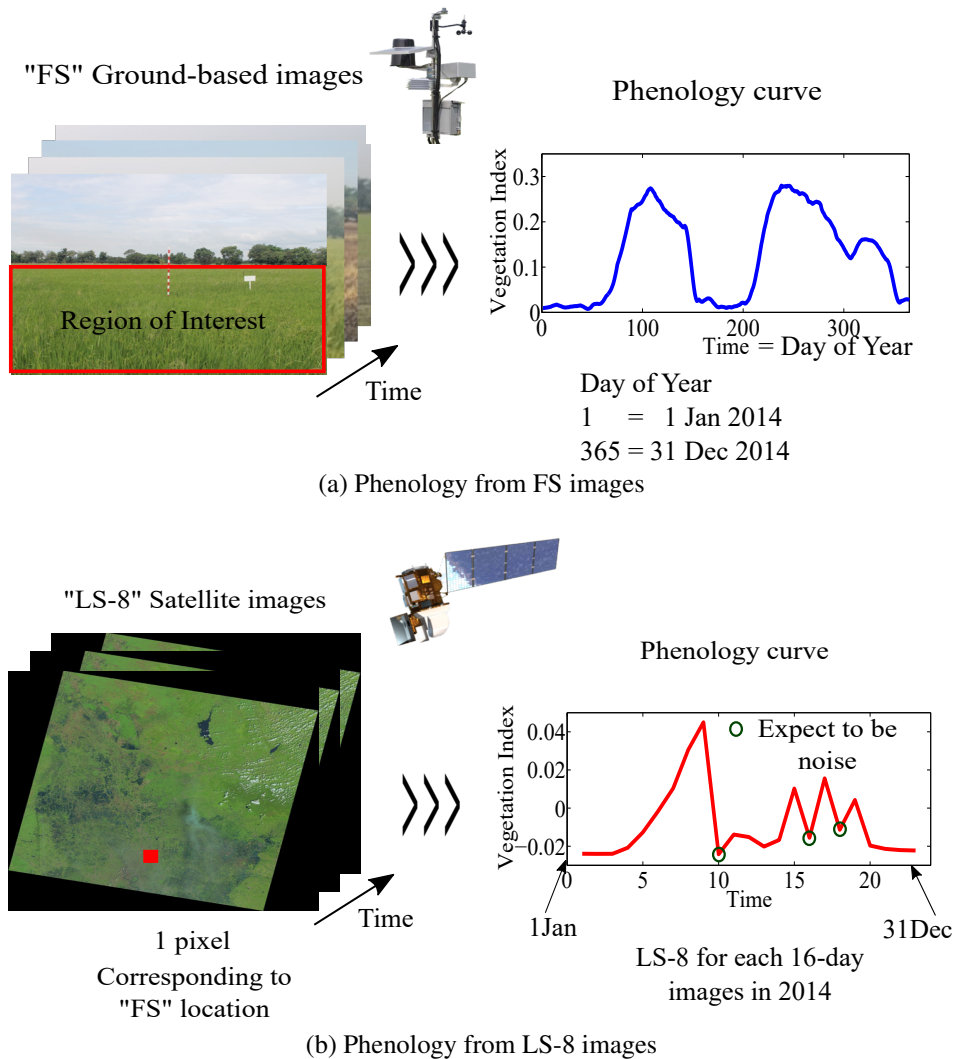 "FS" Ground-based images
Region of Interest
Time
Phenology curve
Vegetation Index
0.3
0.2
0.1
0
0
100
200
300
Time = Day of Year
Day of Year
1 = 1 Jan 2014
365 = 31 Dec 2014
(a) Phenology from FS images
"LS-8" Satellite images
Time
1 pixel
Corresponding to
"FS" location
Phenology curve
Vegetation Index
0.04
0.02
0
−0.02
Expect to be
noise
0
5
10
15
20
Time
1Jan
31Dec
LS-8 for each 16-day
images in 2014
(b) Phenology from LS-8 images